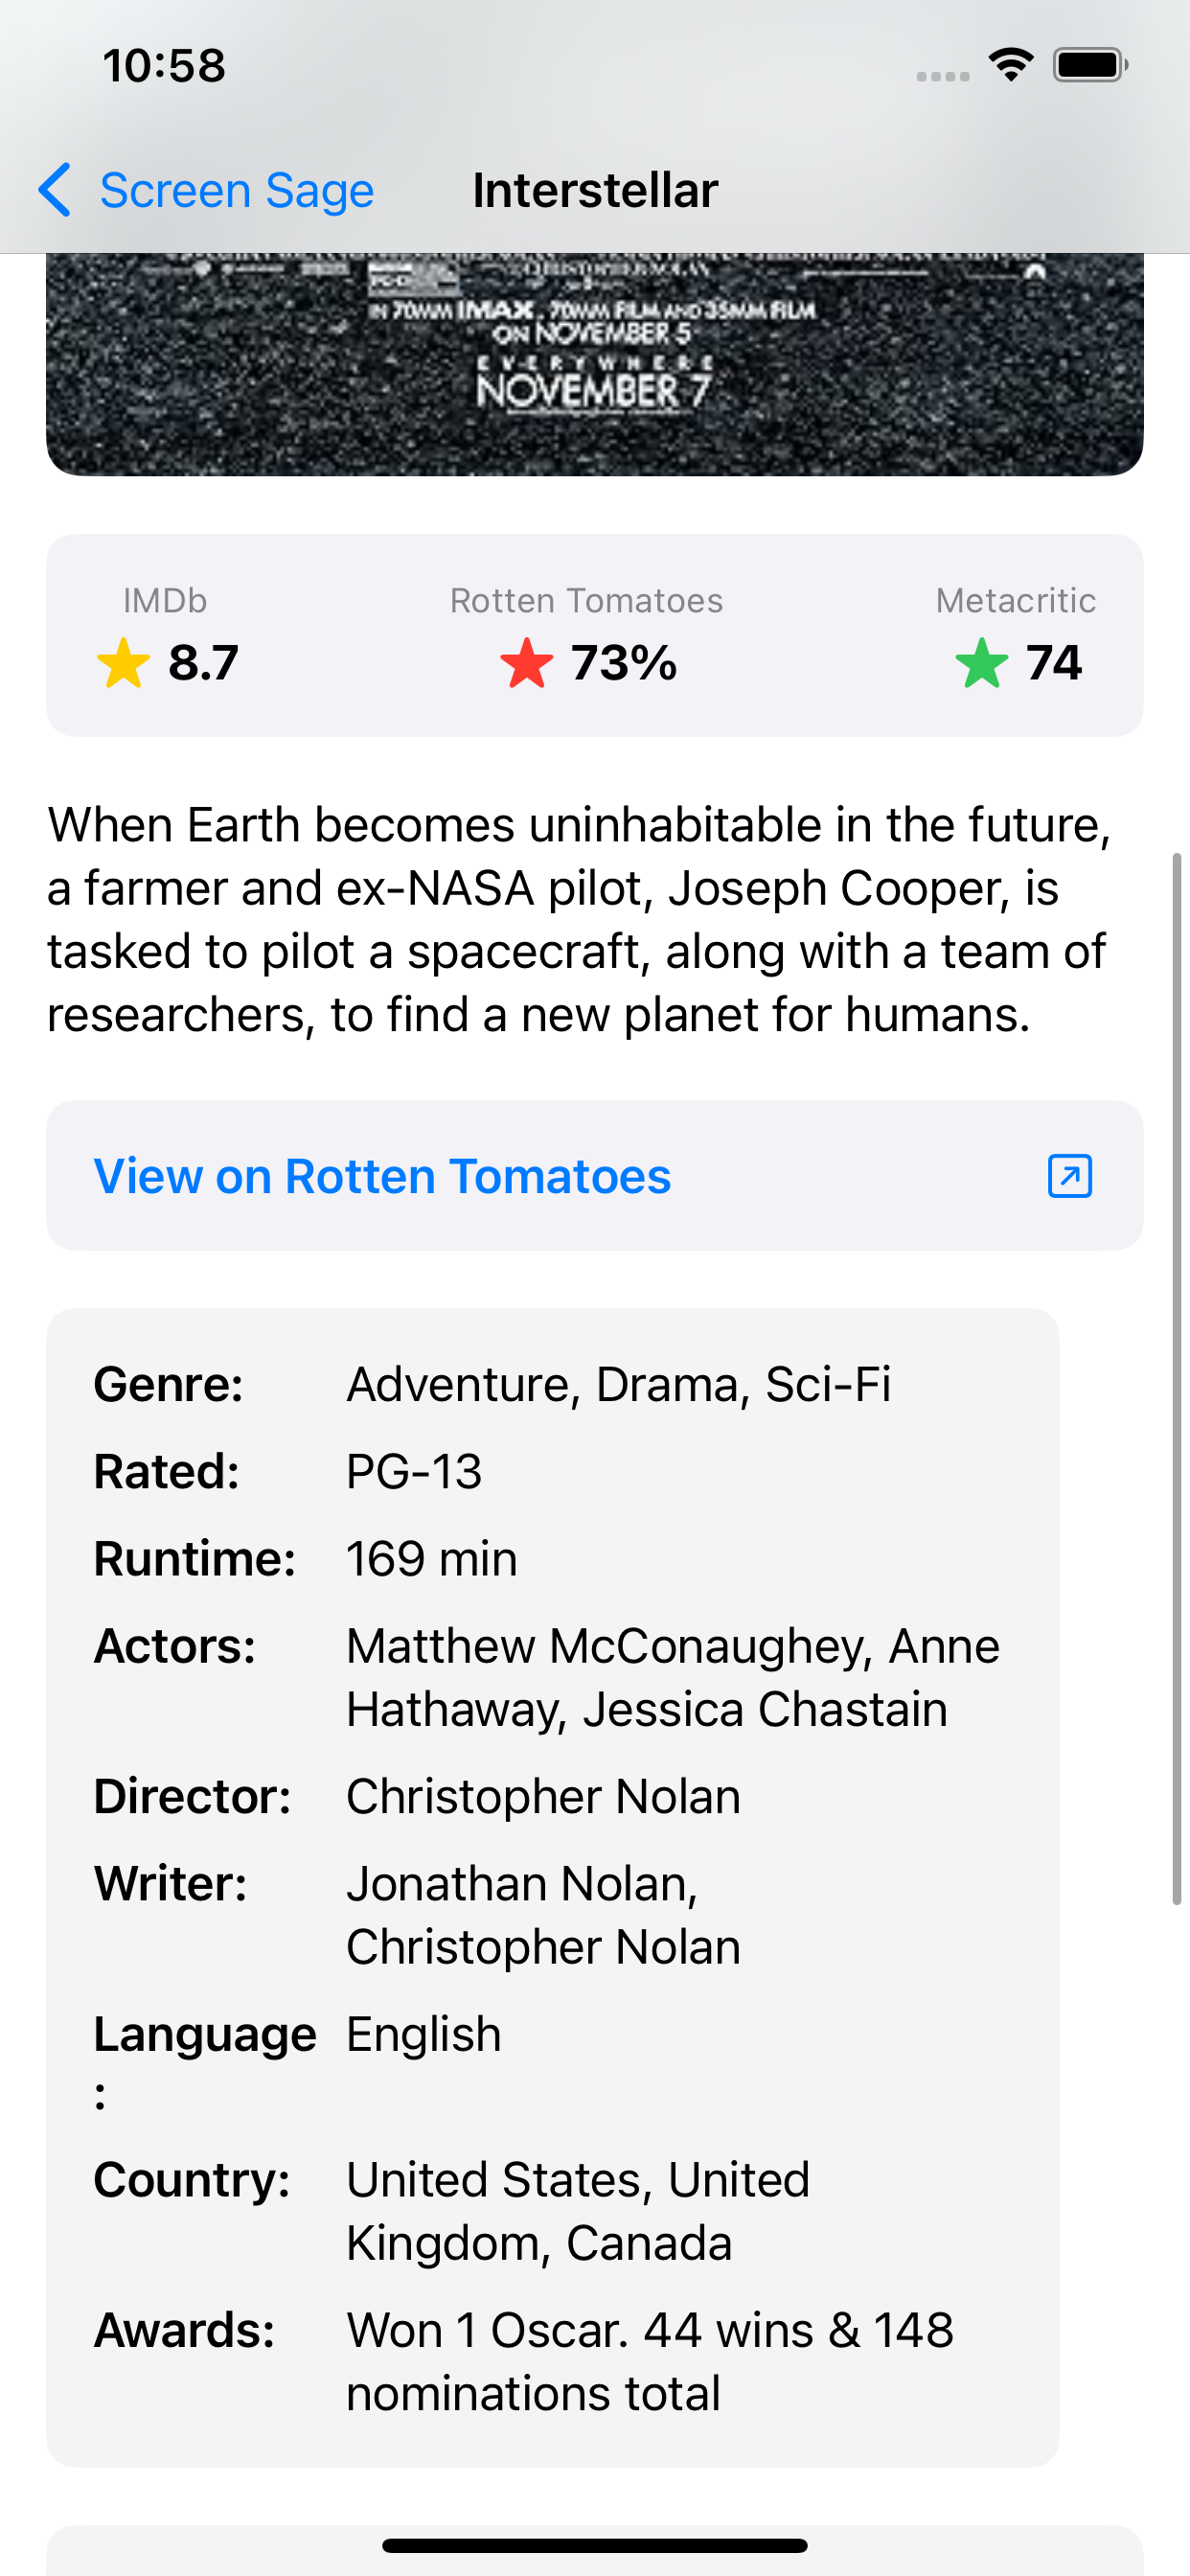 10:58
Screen Sage
Interstellar
IN 70MM IMAX, 70MM FILM AND 35MM FILM
ON NOVEMBER 5
EVERYWHERE
NOVEMBER 7
IMDb
8.7
Rotten Tomatoes
73%
Metacritic
74
When Earth becomes uninhabitable in the future,
a farmer and ex-NASA pilot, Joseph Cooper, is
tasked to pilot a spacecraft, along with a team of
researchers, to find a new planet for humans.
View on Rotten Tomatoes
Genre: Adventure, Drama, Sci-Fi
Rated: PG-13
Runtime: 169 min
Actors: Matthew McConaughey, Anne
Hathaway, Jessica Chastain
Director: Christopher Nolan
Writer: Jonathan Nolan,
Christopher Nolan
Language English
:
Country: United States, United
Kingdom, Canada
Awards: Won 1 Oscar. 44 wins & 148
nominations total